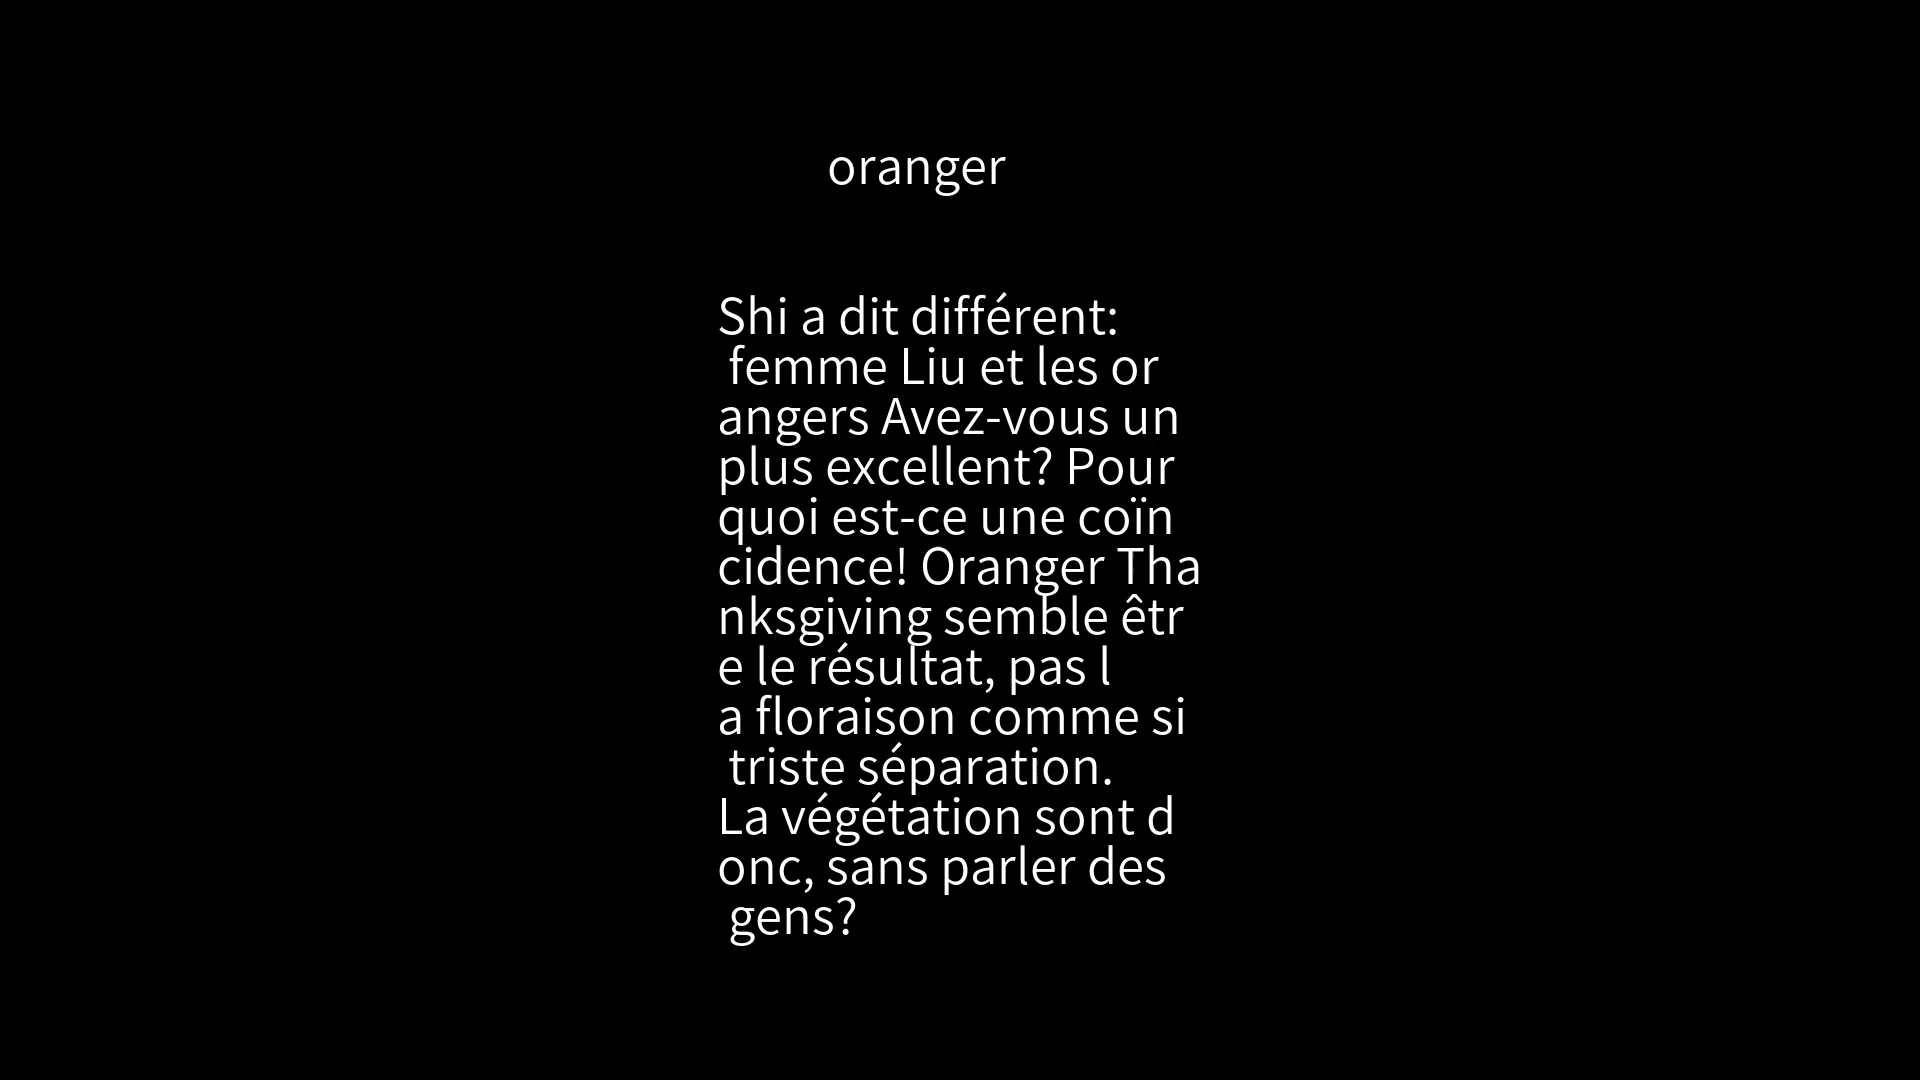 oranger
Shi a dit différent:
femme Liu et les or
angers Avez-vous un
plus excellent? Pour
quoi est-ce une coïn
cidence! Oranger Tha
nksgiving semble êtr
e le résultat, pas l
a floraison comme si
triste séparation.
La végétation sont d
onc, sans parler des
gens?